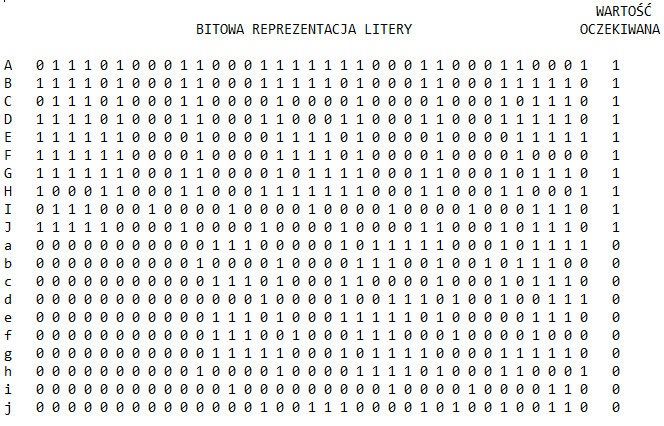 WARTOŚĆ
BITOWA REPREZENTACJA LITERY OCZEKIWANA
A 0 1 1 1 0 1 0 0 0 1 1 0 0 0 1 1 1 1 1 1 1 0 0 0 1 1 0 0 0 1 1 0 0 0 1 1
B 1 1 1 1 0 1 0 0 0 1 1 0 0 0 1 1 1 1 1 0 1 0 0 0 1 1 0 0 0 1 1 1 1 1 0 1
C 0 1 1 1 0 1 0 0 0 1 1 0 0 0 0 1 0 0 0 0 1 0 0 0 0 1 0 0 0 1 0 1 1 1 0 1
D 1 1 1 1 0 1 0 0 0 1 1 0 0 0 1 1 0 0 0 1 1 0 0 0 1 1 0 0 0 1 1 1 1 1 0 1
E 1 1 1 1 1 1 0 0 0 0 1 0 0 0 0 1 1 1 1 0 1 0 0 0 0 1 0 0 0 0 1 1 1 1 1 1
F 1 1 1 1 1 1 0 0 0 0 1 0 0 0 0 1 1 1 1 0 1 0 0 0 0 1 0 0 0 0 1 0 0 0 0 1
G 1 1 1 1 1 1 0 0 0 1 1 0 0 0 0 1 0 1 1 1 1 0 0 0 1 1 0 0 0 1 0 1 1 1 0 1
H 1 0 0 0 1 1 0 0 0 1 1 0 0 0 1 1 1 1 1 1 1 0 0 0 1 1 0 0 0 1 1 0 0 0 1 1
I 0 1 1 1 0 0 0 1 0 0 0 0 1 0 0 0 0 1 0 0 0 0 1 0 0 0 0 1 0 0 0 1 1 1 0 1
J 1 1 1 1 1 0 0 0 0 1 0 0 0 0 1 0 0 0 0 1 0 0 0 0 1 1 0 0 0 1 0 1 1 1 0 1
a 0 0 0 0 0 0 0 0 0 0 0 1 1 1 0 0 0 0 0 1 0 1 1 1 1 1 0 0 0 1 0 1 1 1 1 0
b 0 0 0 0 0 0 0 0 0 0 1 0 0 0 0 1 0 0 0 0 1 1 1 0 0 1 0 0 1 0 1 1 1 0 0 0
c 0 0 0 0 0 0 0 0 0 0 0 1 1 1 0 1 0 0 0 1 1 0 0 0 0 1 0 0 0 1 0 1 1 1 0 0
d 0 0 0 0 0 0 0 0 0 0 0 0 0 0 1 0 0 0 0 1 0 0 1 1 1 0 1 0 0 1 0 0 1 1 1 0
e 0 0 0 0 0 0 0 0 0 0 0 1 1 1 0 1 0 0 0 1 1 1 1 1 0 1 0 0 0 0 0 1 1 1 0 0
f 0 0 0 0 0 0 0 0 0 0 0 1 1 1 0 0 1 0 0 0 1 1 1 0 0 0 1 0 0 0 0 1 0 0 0 0
g 0 0 0 0 0 0 0 0 0 0 0 1 1 1 1 1 0 0 0 1 0 1 1 1 1 0 0 0 0 1 1 1 1 1 0 0
h 0 0 0 0 0 0 0 0 0 0 1 0 0 0 0 1 0 0 0 0 1 1 1 1 0 1 0 0 0 1 1 0 0 0 1 0
i 0 0 0 0 0 0 0 0 0 0 0 0 1 0 0 0 0 0 0 0 0 0 1 0 0 0 0 1 0 0 0 0 1 1 0 0
j 0 0 0 0 0 0 0 0 0 0 0 0 0 0 1 0 0 1 1 1 0 0 0 0 1 0 1 0 0 1 0 0 1 1 0 0